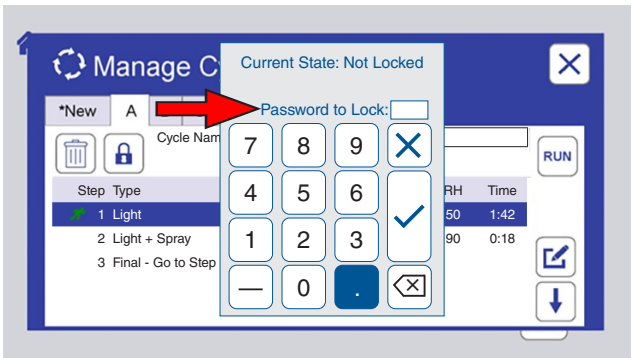 Manage C
Current State: Not Locked
*New A
Password to Lock:
Cycle Nam
7 8 9
RUN
Step Type RH Time
4 5 6
1 Light 50 1:42
2 Light + Spray 90 0:18
1 2 3
3 Final - Go to Step
— 0 .